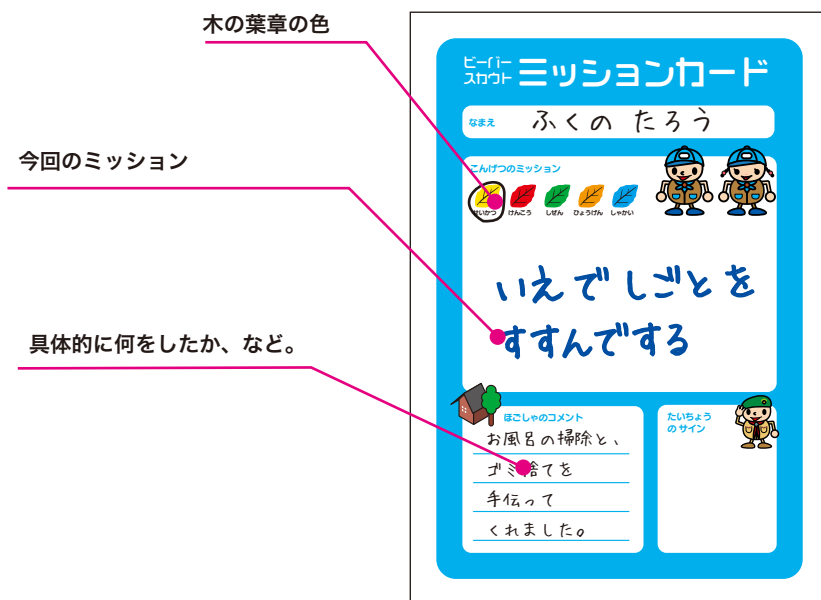 木の葉章の色
今回のミッション
具体的に何をしたか、など。
ビーバー
スカウト
ミッションカード
なまえ ふくの たろう
こんげつのミッション
せいかつ けんこう しぜん ひょうげん しゃかい
いえで しごとを
すすんでする
ほごしゃのコメント
お風呂の掃除と、
ゴミ捨てを
手伝って
くれました。
たいちょう
の サイン